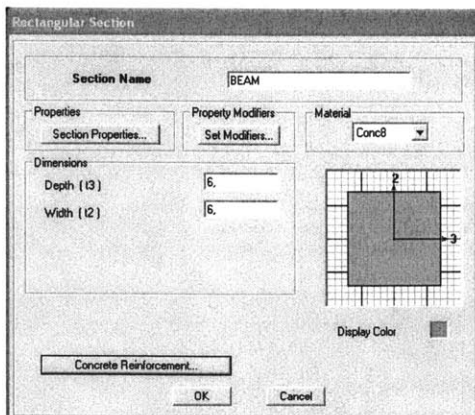 Rectangular Section
Section Name BEAM
Properties Property Modifiers Material
Section Properties... Set Modifiers... Conc8
Dimensions
Depth ( t3 ) 6,
Width ( t2 ) 6,
2
3
Display Color
Concrete Reinforcement...
OK Cancel